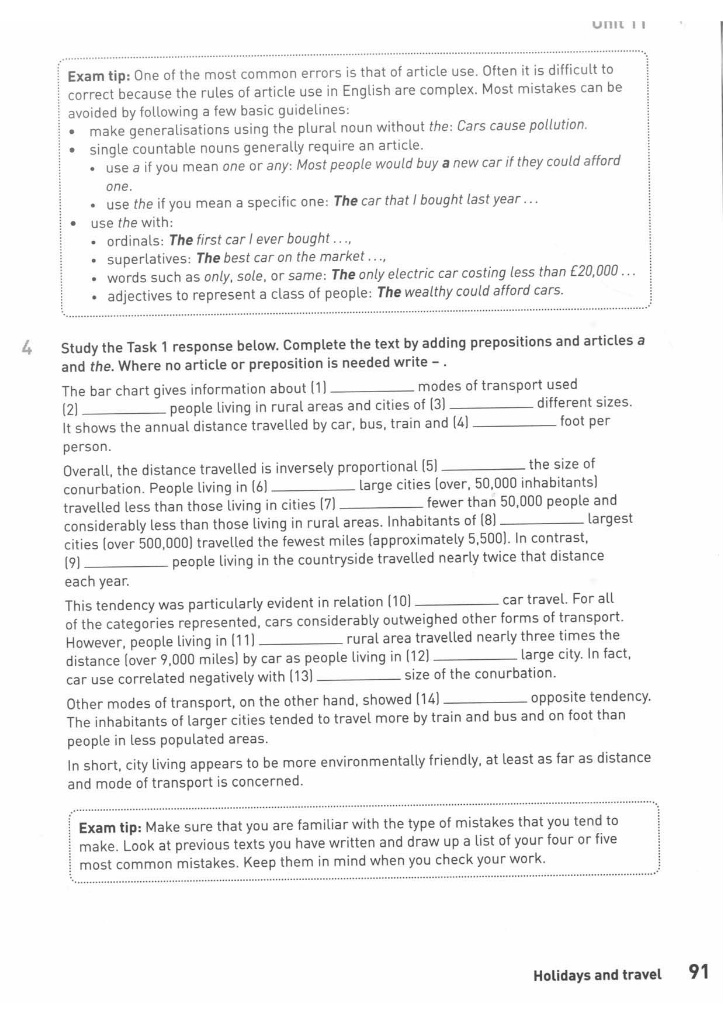 Unit 11
Exam tip: One of the most common errors is that of article use. Often it is difficult to
correct because the rules of article use in English are complex. Most mistakes can be
avoided by following a few basic guidelines:
• make generalisations using the plural noun without the: Cars cause pollution.
• single countable nouns generally require an article.
• use a if you mean one or any: Most people would buy a new car if they could afford
one.
• use the if you mean a specific one: The car that I bought last year ...
• use the with:
• ordinals: The first car I ever bought ...,
• superlatives: The best car on the market ...,
• words such as only, sole, or same: The only electric car costing less than £20,000 ...
• adjectives to represent a class of people: The wealthy could afford cars.
4 Study the Task 1 response below. Complete the text by adding prepositions and articles a
and the. Where no article or preposition is needed write – .
The bar chart gives information about (1) ____________ modes of transport used
(2) ____________ people living in rural areas and cities of (3) ____________ different sizes.
It shows the annual distance travelled by car, bus, train and (4) ____________ foot per
person.
Overall, the distance travelled is inversely proportional (5) ____________ the size of
conurbation. People living in (6) ____________ large cities (over, 50,000 inhabitants)
travelled less than those living in cities (7) ____________ fewer than 50,000 people and
considerably less than those living in rural areas. Inhabitants of (8) ____________ largest
cities (over 500,000) travelled the fewest miles (approximately 5,500). In contrast,
(9) ____________ people living in the countryside travelled nearly twice that distance
each year.
This tendency was particularly evident in relation (10) ____________ car travel. For all
of the categories represented, cars considerably outweighed other forms of transport.
However, people living in (11) ____________ rural area travelled nearly three times the
distance (over 9,000 miles) by car as people living in (12) ____________ large city. In fact,
car use correlated negatively with (13) ____________ size of the conurbation.
Other modes of transport, on the other hand, showed (14) ____________ opposite tendency.
The inhabitants of larger cities tended to travel more by train and bus and on foot than
people in less populated areas.
In short, city living appears to be more environmentally friendly, at least as far as distance
and mode of transport is concerned.
Exam tip: Make sure that you are familiar with the type of mistakes that you tend to
make. Look at previous texts you have written and draw up a list of your four or five
most common mistakes. Keep them in mind when you check your work.
Holidays and travel 91